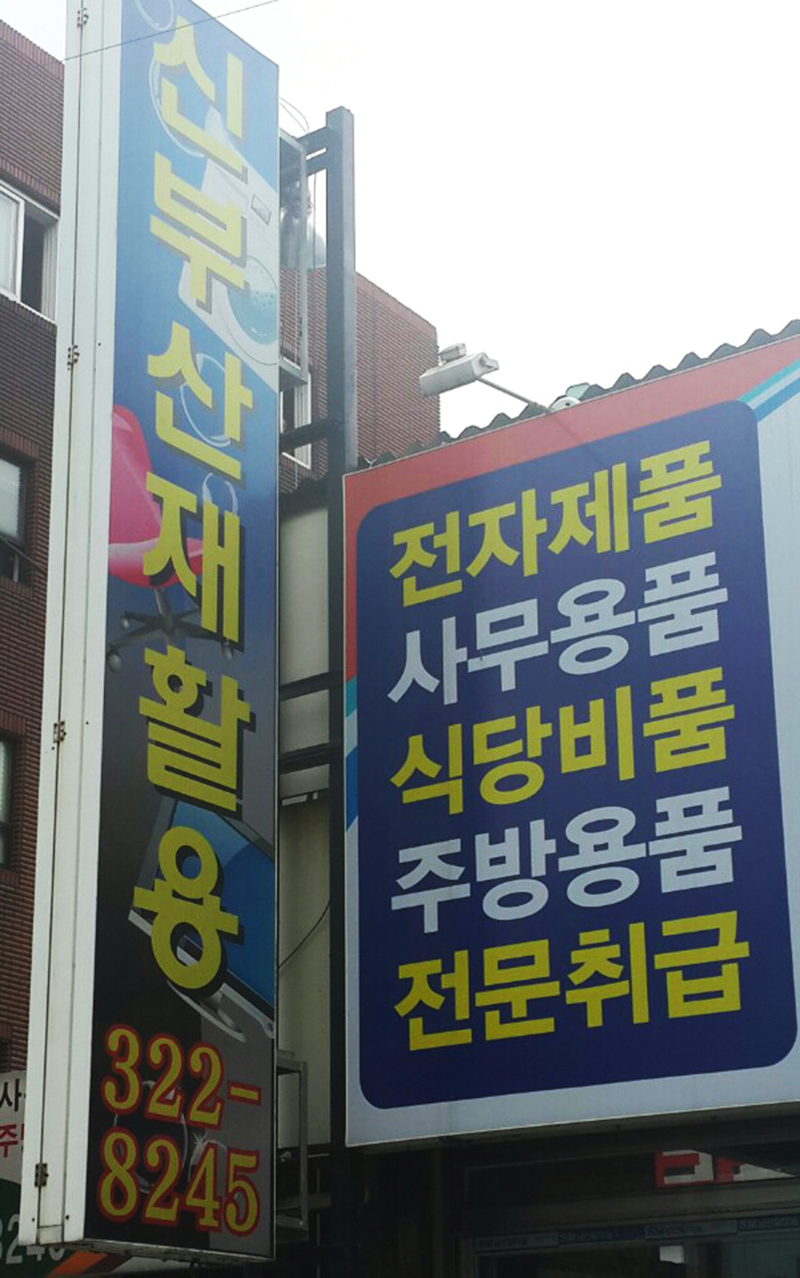 신부산재활용
322-
8245
전자제품
사무용품
식당비품
주방용품
전문취급